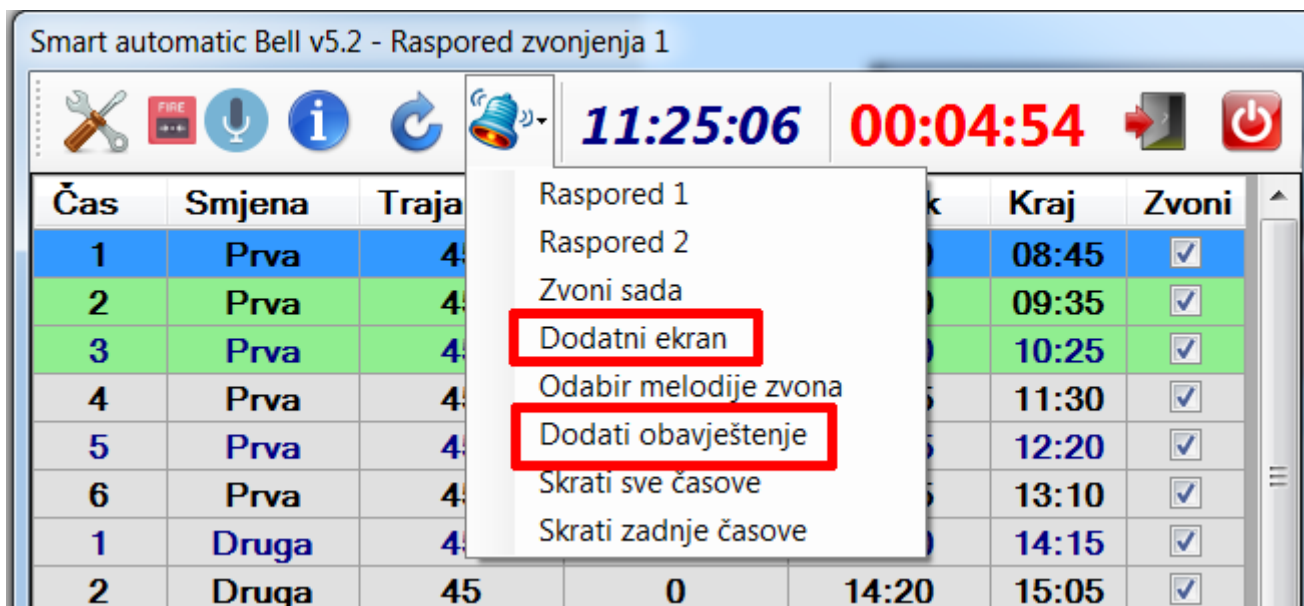 Smart automatic Bell v5.2 - Raspored zvonjenja 1
FIRE 11:25:06 00:04:54
Čas Smjena Kraj Zvoni
Raspored 1
1 Prva 08:45
Raspored 2
2 Prva 09:35
Zvoni sada
3 Prva 10:25
Dodatni ekran
4 Prva 11:30
Odabir melodije zvona
5 Prva 12:20
Dodati obavještenje
6 Prva 13:10
Skrati sve časove
1 Druga 14:15
Skrati zadnje časove
2 Druga 45 0 14:20 15:05